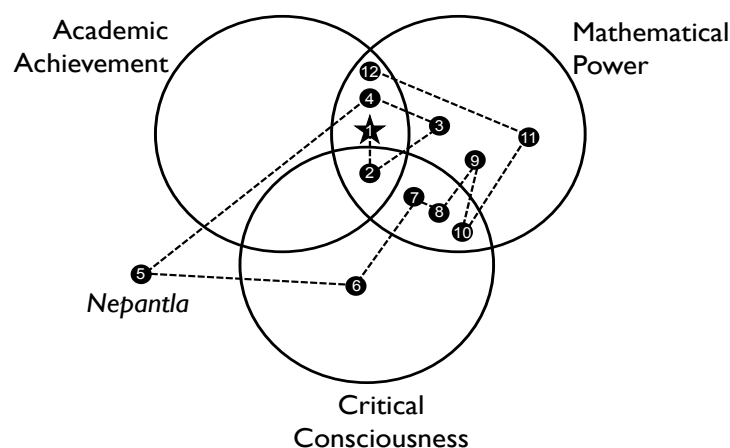 Academic
Achievement
Mathematical
Power
12
4
3
1
11
9
2
7
8
10
5
6
Nepantla
Critical
Consciousness